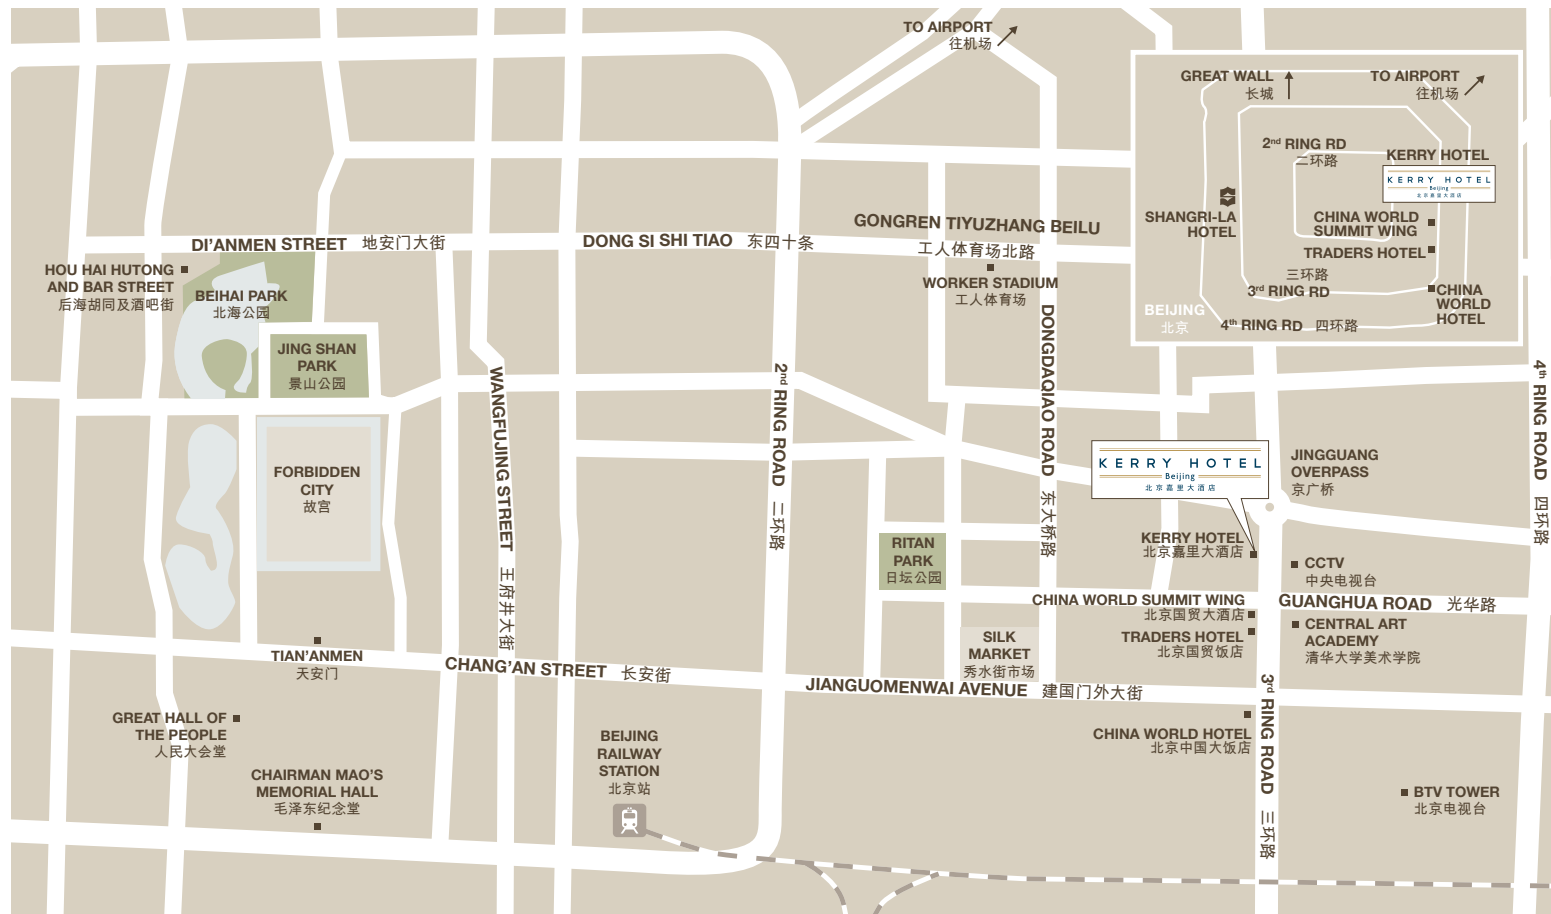 TO AIRPORT
往机场
GREAT WALL
长城
TO AIRPORT
往机场
2nd RING RD
二环路
KERRY HOTEL
KERRY HOTEL
Beijing
北京嘉里大酒店
SHANGRI-LA
HOTEL
CHINA WORLD
SUMMIT WING
TRADERS HOTEL
三环路
3rd RING RD
CHINA
WORLD
HOTEL
BEIJING
北京
4th RING RD 四环路
DI'ANMEN STREET 地安门大街
DONG SI SHI TIAO 东四十条
GONGREN TIYUZHANG BEILU
工人体育场北路
HOU HAI HUTONG
AND BAR STREET
后海胡同及酒吧街
BEIHAI PARK
北海公园
WORKER STADIUM
工人体育场
JING SHAN
PARK
景山公园
WANGFUJING STREET 王府井大街
2nd RING ROAD 二环路
DONGDAQIAO ROAD 东大桥路
4th RING ROAD 四环路
FORBIDDEN
CITY
故宫
KERRY HOTEL
Beijing
北京嘉里大酒店
JINGGUANG
OVERPASS
京广桥
RITAN
PARK
日坛公园
KERRY HOTEL
北京嘉里大酒店
CCTV
中央电视台
CHINA WORLD SUMMIT WING
北京国贸大酒店
GUANGHUA ROAD 光华路
TRADERS HOTEL
北京国贸饭店
CENTRAL ART
ACADEMY
清华大学美术学院
SILK
MARKET
秀水街市场
TIAN'ANMEN
天安门
CHANG'AN STREET 长安街
JIANGUOMENWAI AVENUE 建国门外大街
3rd RING ROAD 三环路
GREAT HALL OF
THE PEOPLE
人民大会堂
CHINA WORLD HOTEL
北京中国大饭店
BEIJING
RAILWAY
STATION
北京站
CHAIRMAN MAO'S
MEMORIAL HALL
毛泽东纪念堂
BTV TOWER
北京电视台